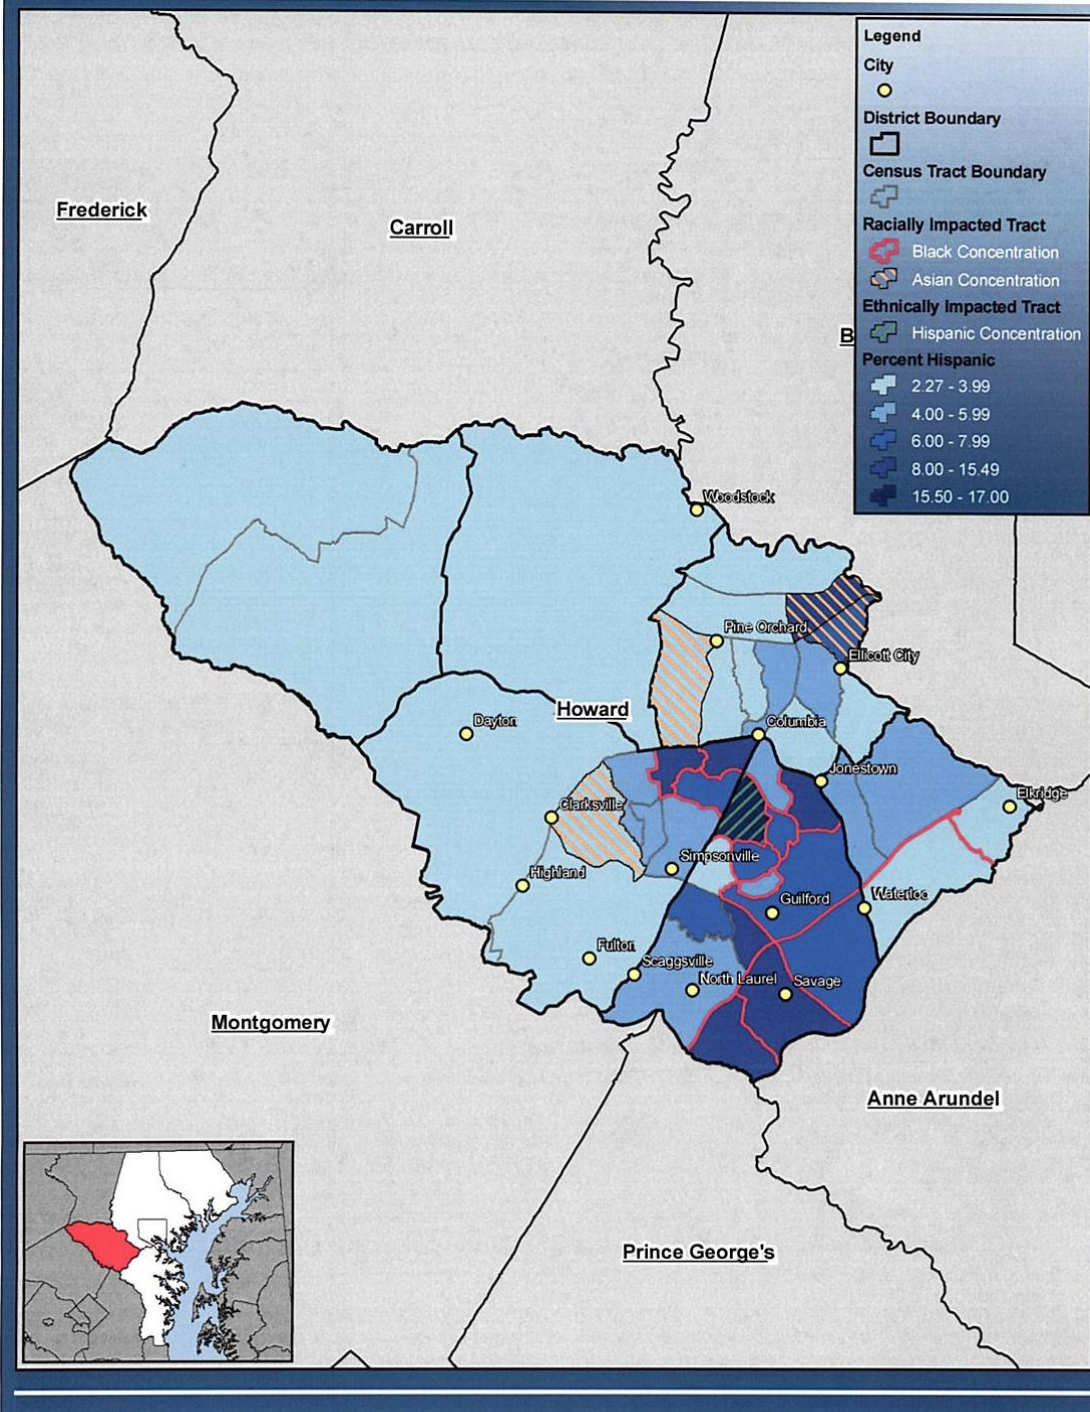 Legend
City
District Boundary
Census Tract Boundary
Racially Impacted Tract
Black Concentration
Asian Concentration
Ethnically Impacted Tract
Hispanic Concentration
Percent Hispanic
2.27 - 3.99
4.00 - 5.99
6.00 - 7.99
8.00 - 15.49
15.50 - 17.00
Frederick
Carroll
B
Woodstock
Pine Orchard
Ellicott City
Howard
Dayton
Columbia
Jonestown
Elkridge
Clarksville
Simpsonville
Highland
Guilford
Waterloo
Fulton
Scaggsville
North Laurel
Savage
Montgomery
Anne Arundel
Prince George's